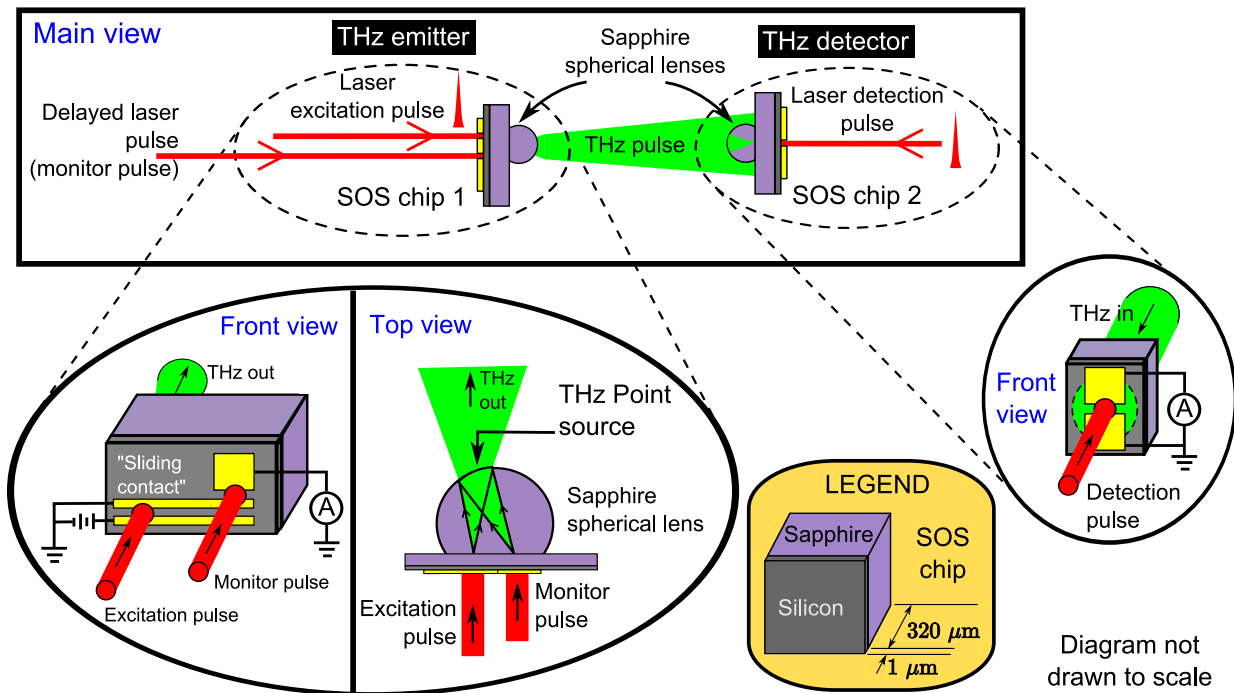 Main view
THz emitter
Sapphire
spherical lenses
THz detector
Laser
excitation pulse
Delayed laser
pulse
(monitor pulse)
THz pulse
Laser detection
pulse
SOS chip 1
SOS chip 2
Front view
THz out
"Sliding
contact"
A
Monitor pulse
Excitation pulse
Top view
THz
out
THz Point
source
Sapphire
spherical lens
Excitation
pulse
Monitor
pulse
LEGEND
Sapphire
SOS
chip
Silicon
320 μm
1 μm
THz in
Front
view
A
Detection
pulse
Diagram not
drawn to scale